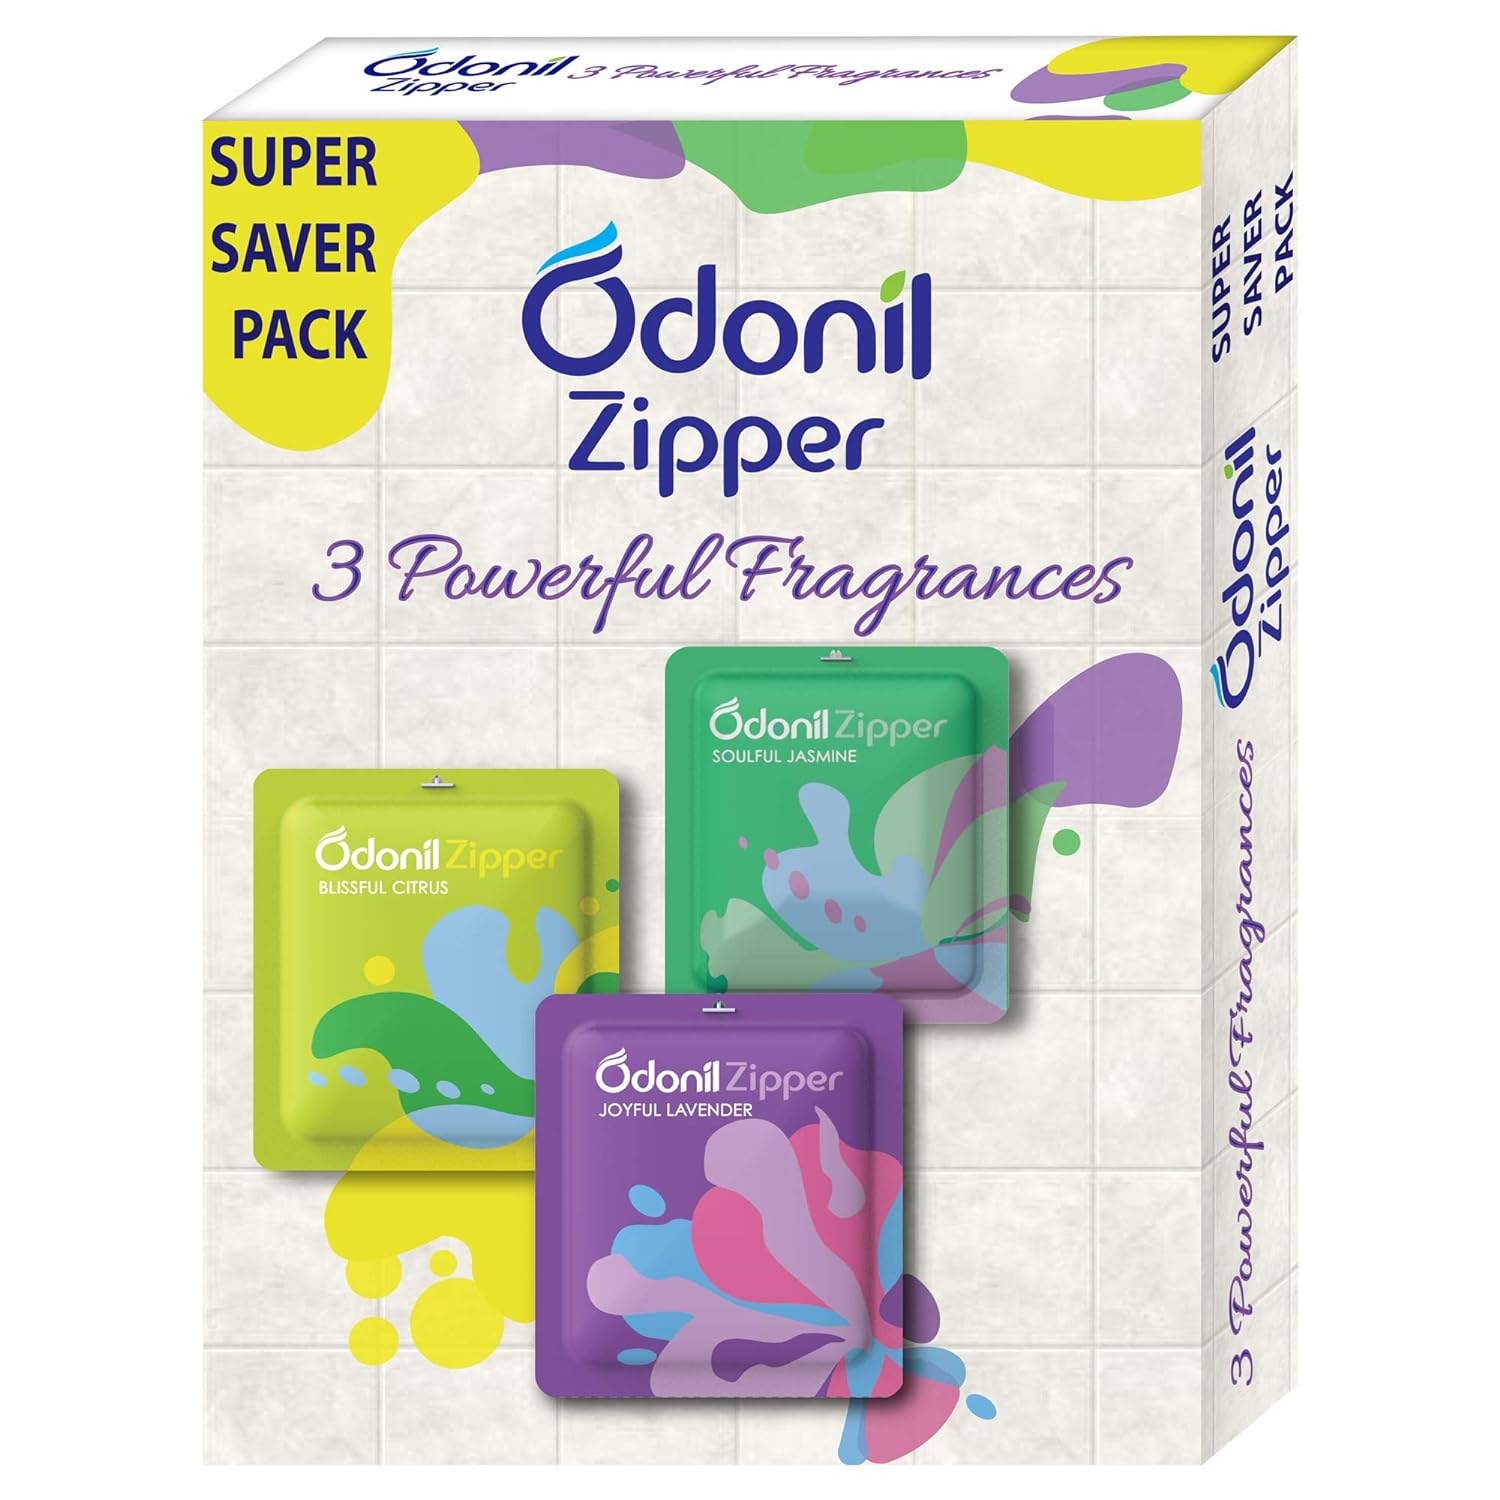 Odonil 3 Powerful Fragrances
Zipper
SUPER
SAVER
PACK
Odonil
Zipper
3 Powerful Fragrances
Odonil Zipper
SOULFUL JASMINE
Odonil Zipper
BLISSFUL CITRUS
Odonil Zipper
JOYFUL LAVENDER
SUPER
SAVER
PACK
Odonil
Zipper
3 Powerful Fragrances